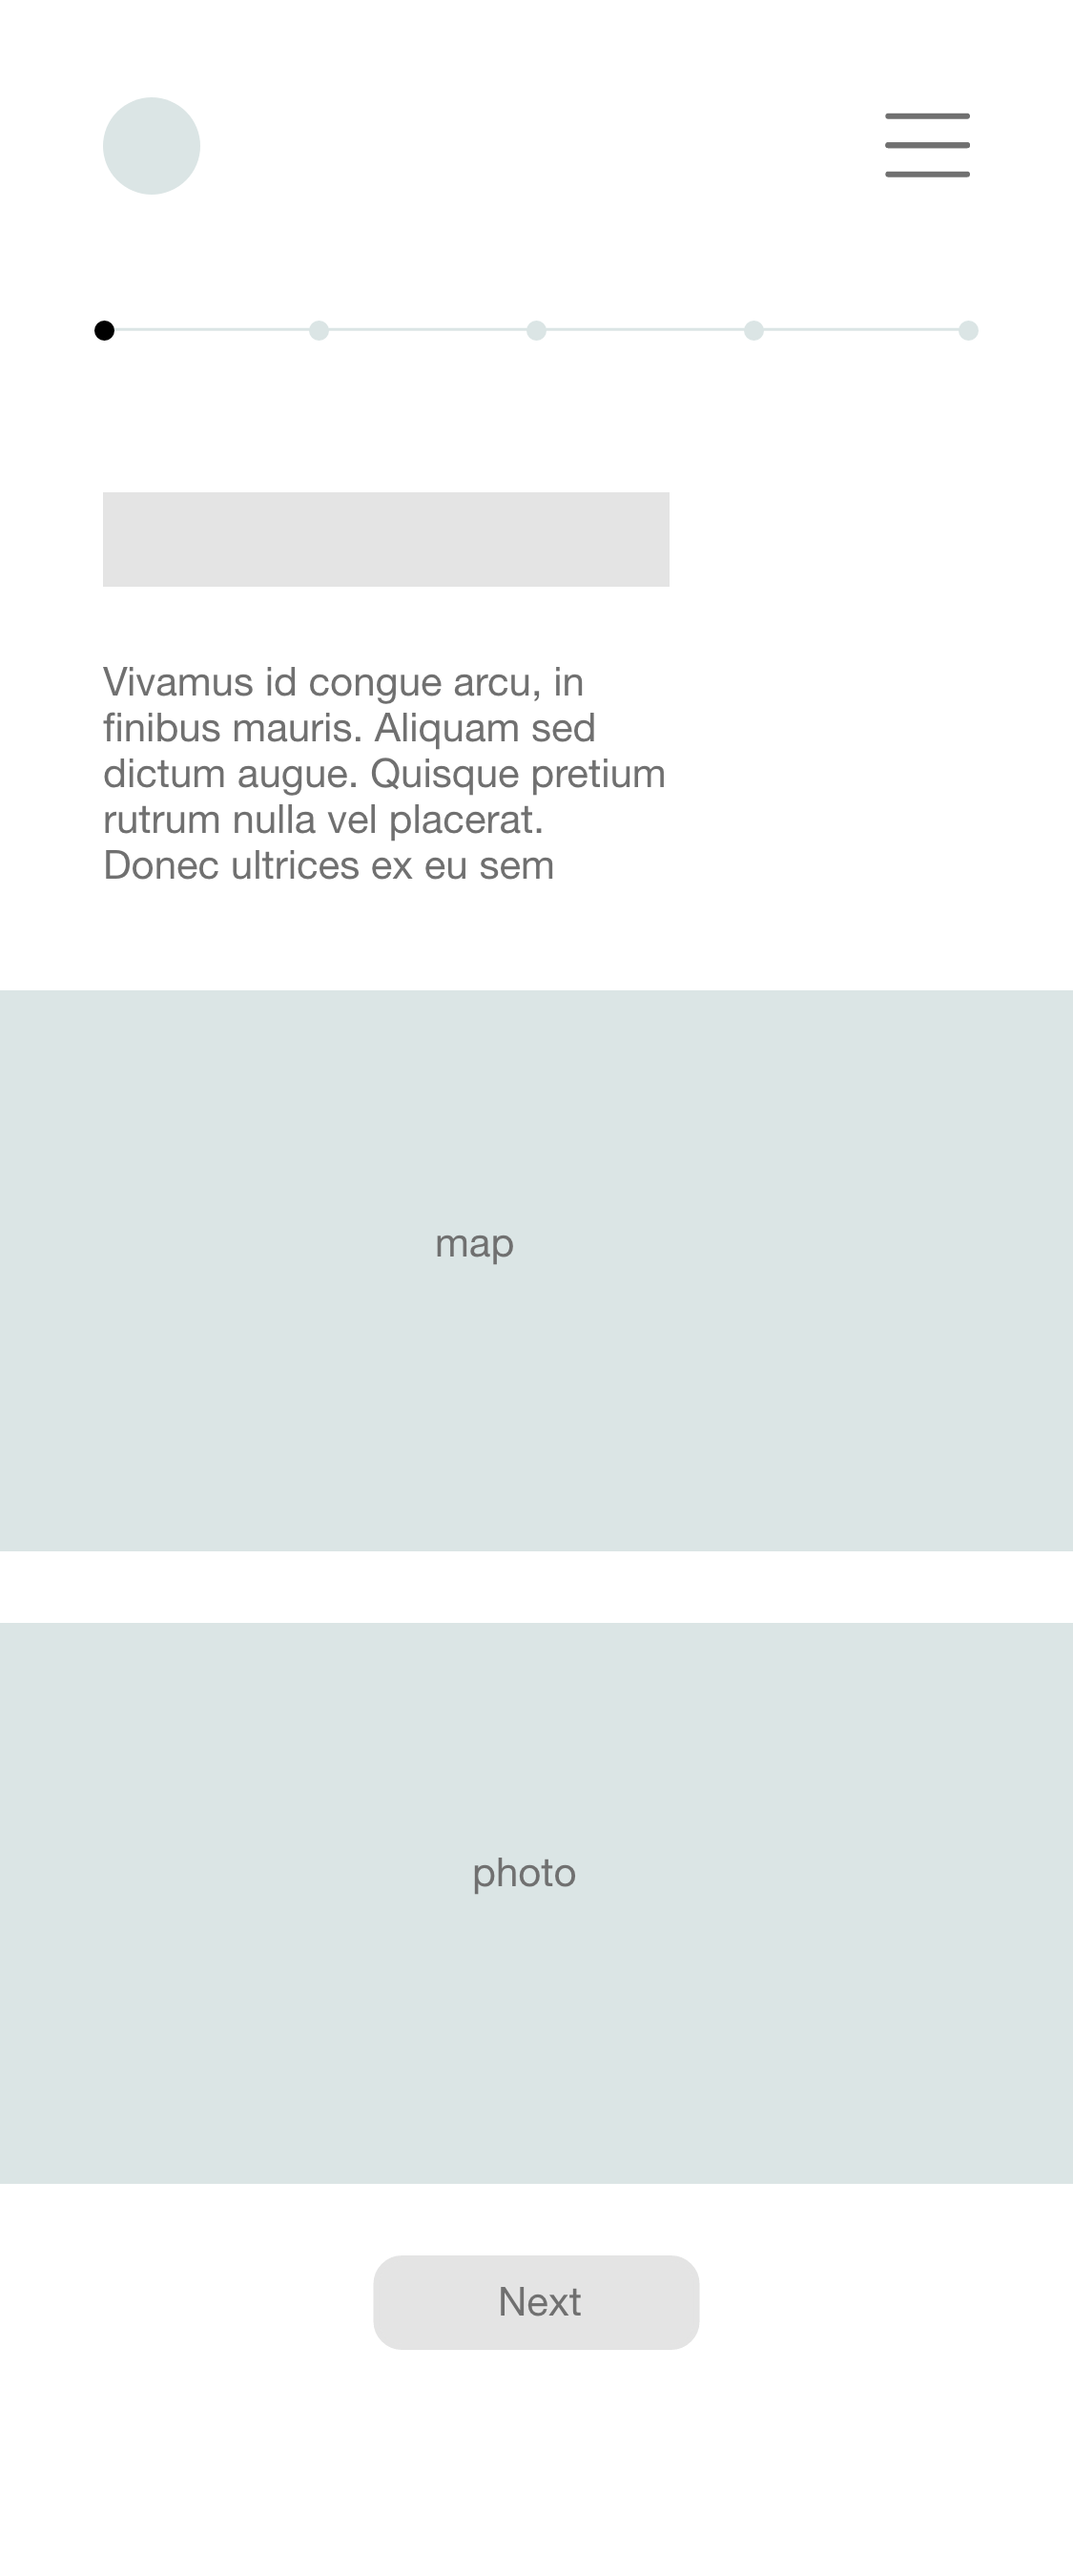 Vivamus id congue arcu, in
finibus mauris. Aliquam sed
dictum augue. Quisque pretium
rutrum nulla vel placerat.
Donec ultrices ex eu sem
map
photo
Next